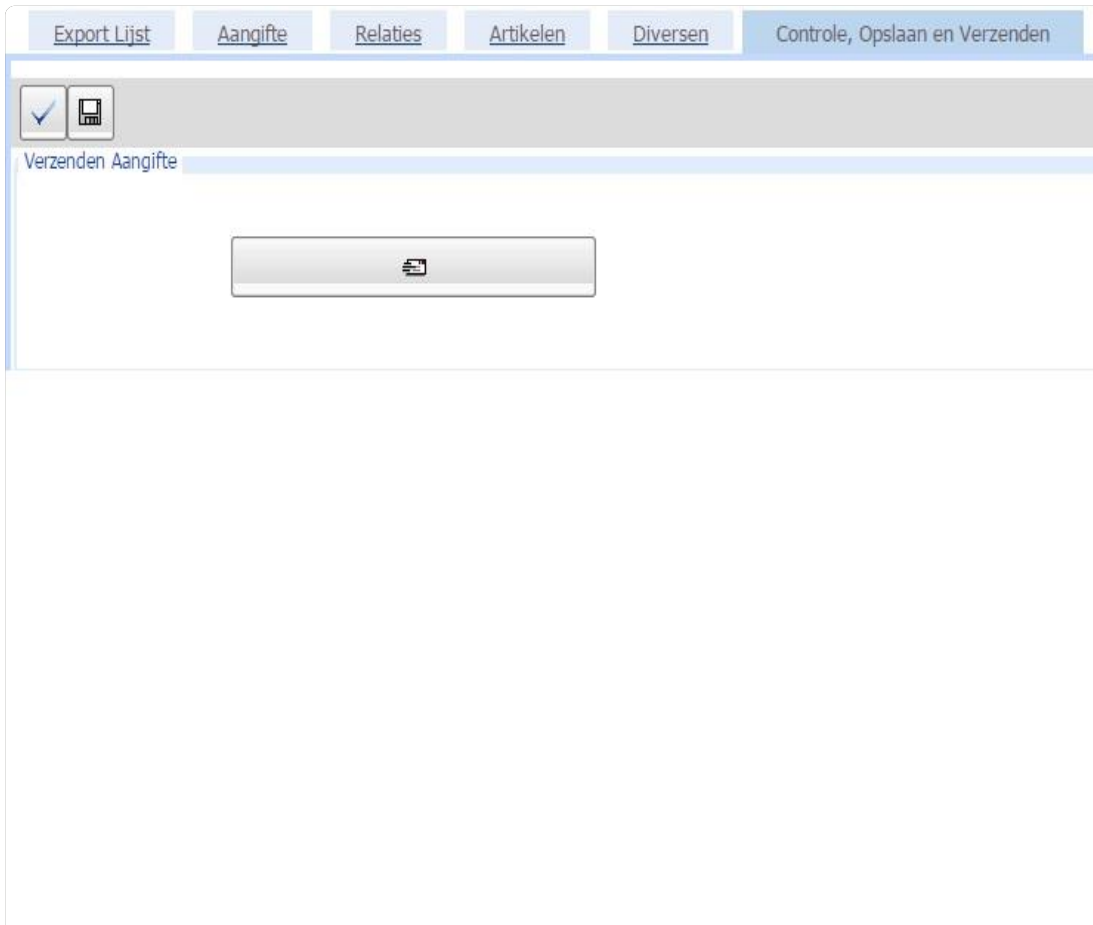 Export Lijst Aangifte Relaties Artikelen Diversen Controle, Opslaan en Verzenden
Verzenden Aangifte